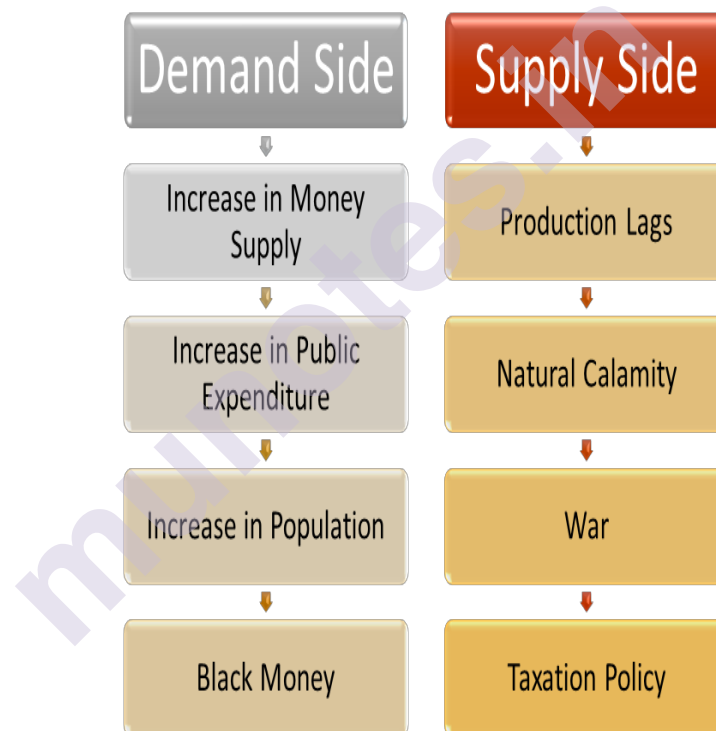 Demand Side
Increase in Money
Supply
Increase in Public
Expenditure
Increase in Population
Black Money
Supply Side
Production Lags
Natural Calamity
War
Taxation Policy
munotes.in